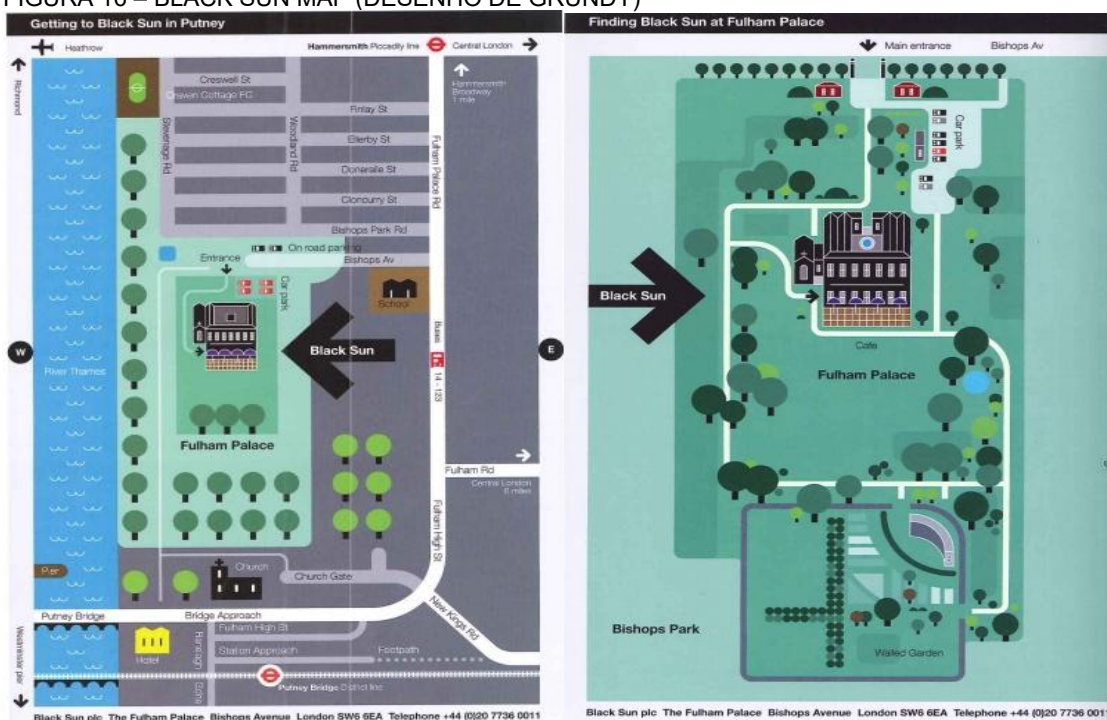 FIGURA 16 – BLACK SUN MAP (DESENHO DE GRUNDY)
Getting to Black Sun in Putney
Heathrow
Hammersmith Piccadilly line
Central London
Richmond
Creswell St
Craven Cottage FC
Hammersmith
Broadway
1 mile
Stevenage Rd
Woodland Rd
Finlay St
Ellerby St
Doneraile St
Cloncurry St
Bishops Park Rd
Fulham Palace Rd
On road parking
Entrance
Bishops Av
Car park
School
Black Sun
Buses
14 - 123
W
E
River Thames
Fulham Palace
Fulham Rd
Central London
6 miles
Fulham High St
Pier
Church
Church Gate
Putney Bridge
Bridge Approach
New Kings Rd
Westminster pier
Fulham High St
Hotel
Ranelagh
Station Approach
Footpath
Putney Bridge District line
Black Sun plc The Fulham Palace Bishops Avenue London SW6 6EA Telephone +44 (0)20 7736 0011
Finding Black Sun at Fulham Palace
Main entrance
Bishops Av
Car park
Black Sun
Cafe
Fulham Palace
Bishops Park
Walled Garden
Black Sun plc The Fulham Palace Bishops Avenue London SW6 6EA Telephone +44 (0)20 7736 001